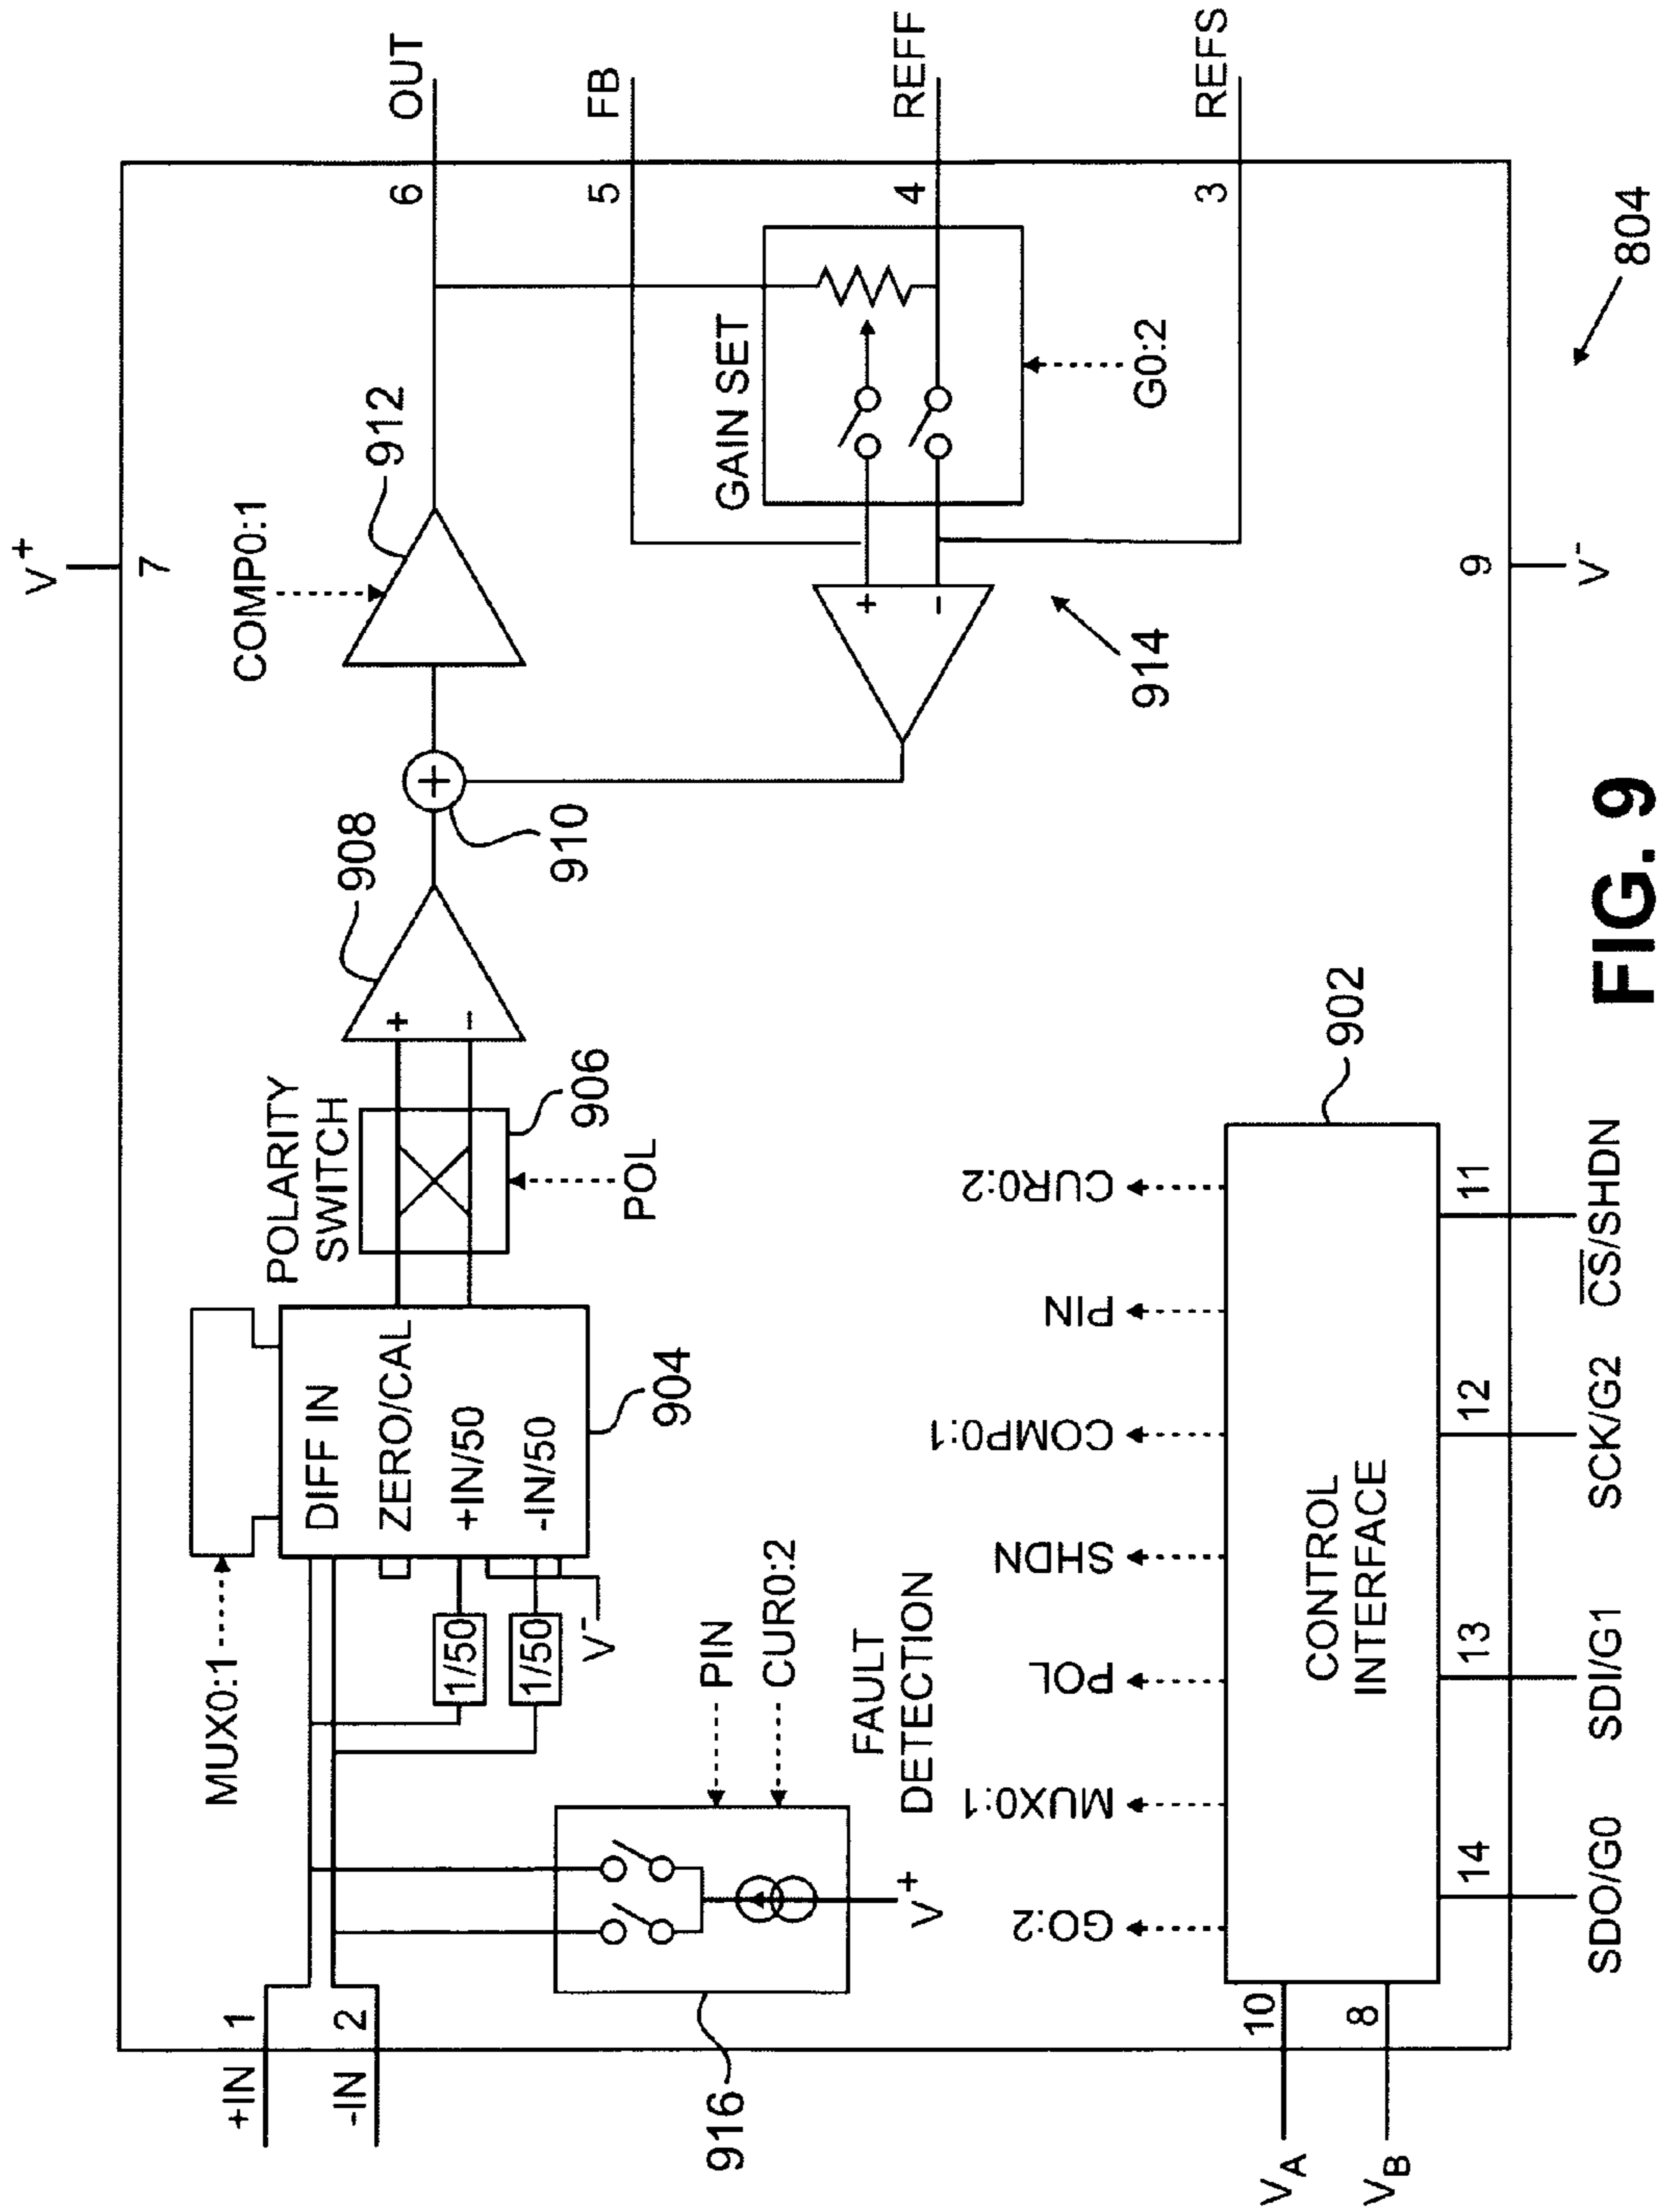 V+
7
COMP0:1
912
OUT
6
FB
5
REFF
4
REFS
3
GAIN SET
G0:2
+
-
914
+
910
908
+
-
POLARITY
SWITCH
906
POL
MUX0:1
DIFF IN
ZERO/CAL
+IN/50
-IN/50
904
1/50
1/50
V-
+IN
1
-IN
2
PIN
CUR0:2
FAULT
DETECTION
V+
916
GO:2
MUX0:1
POL
SHDN
COMP0:1
PIN
CUR0:2
902
CONTROL
INTERFACE
VA
10
VB
8
14
13
12
11
SDO/G0
SDI/G1
SCK/G2
CS/SHDN
9
V-
804
FIG. 9